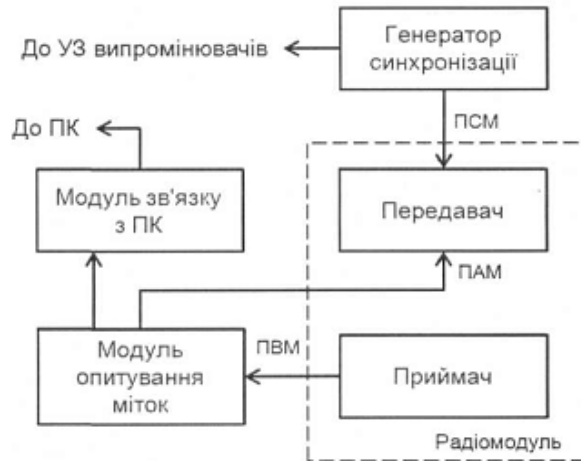 Генератор
синхронізації
До УЗ випромінювачів
ПСМ
До ПК
Модуль зв'язку
з ПК
Передавач
ПАМ
Модуль
опитування
міток
ПВМ
Приймач
Радіомодуль